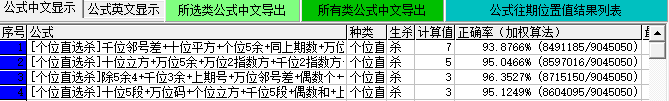 公式中文显示 公式英文显示 所选类公式中文导出 所有类公式中文导出 公式往期位置值结果列表
序号 公式 种类 生杀 计算值 正确率（加权算法）
1 [个位直选杀]千位邻号差+十位平方+个位5余+同上期数+万位 个位直 杀 7 93.8766% (8491185/9045050)
2 [个位直选杀]十位立方+万位5余+万位2指数方+千位2指数方+ 个位直 杀 5 95.0466% (8597016/9045050)
3 [个位直选杀]除5余4+千位3余+上期号+万位邻号差+偶数个+ 个位直 杀 3 96.3527% (8715150/9045050)
4 [个位直选杀]十位5段+万位码+个位立方+千位5段+偶数和+上 个位直 杀 3 95.1249% (8604095/9045050)